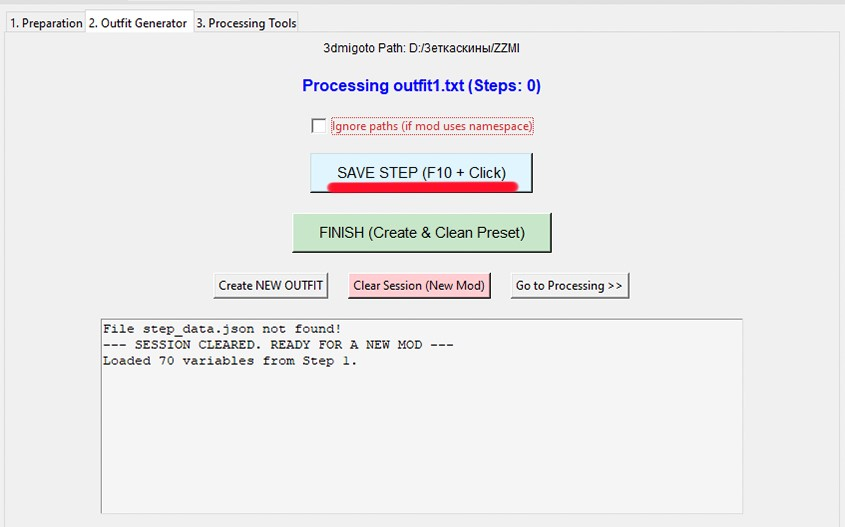 1. Preparation 2. Outfit Generator 3. Processing Tools
3dmigoto Path: D:/Зеткаскины/ZZMI
Processing outfit1.txt (Steps: 0)
Ignore paths (if mod uses namespace)
SAVE STEP (F10 + Click)
FINISH (Create & Clean Preset)
Create NEW OUTFIT Clear Session (New Mod) Go to Processing >>
File step_data.json not found!
--- SESSION CLEARED. READY FOR A NEW MOD ---
Loaded 70 variables from Step 1.